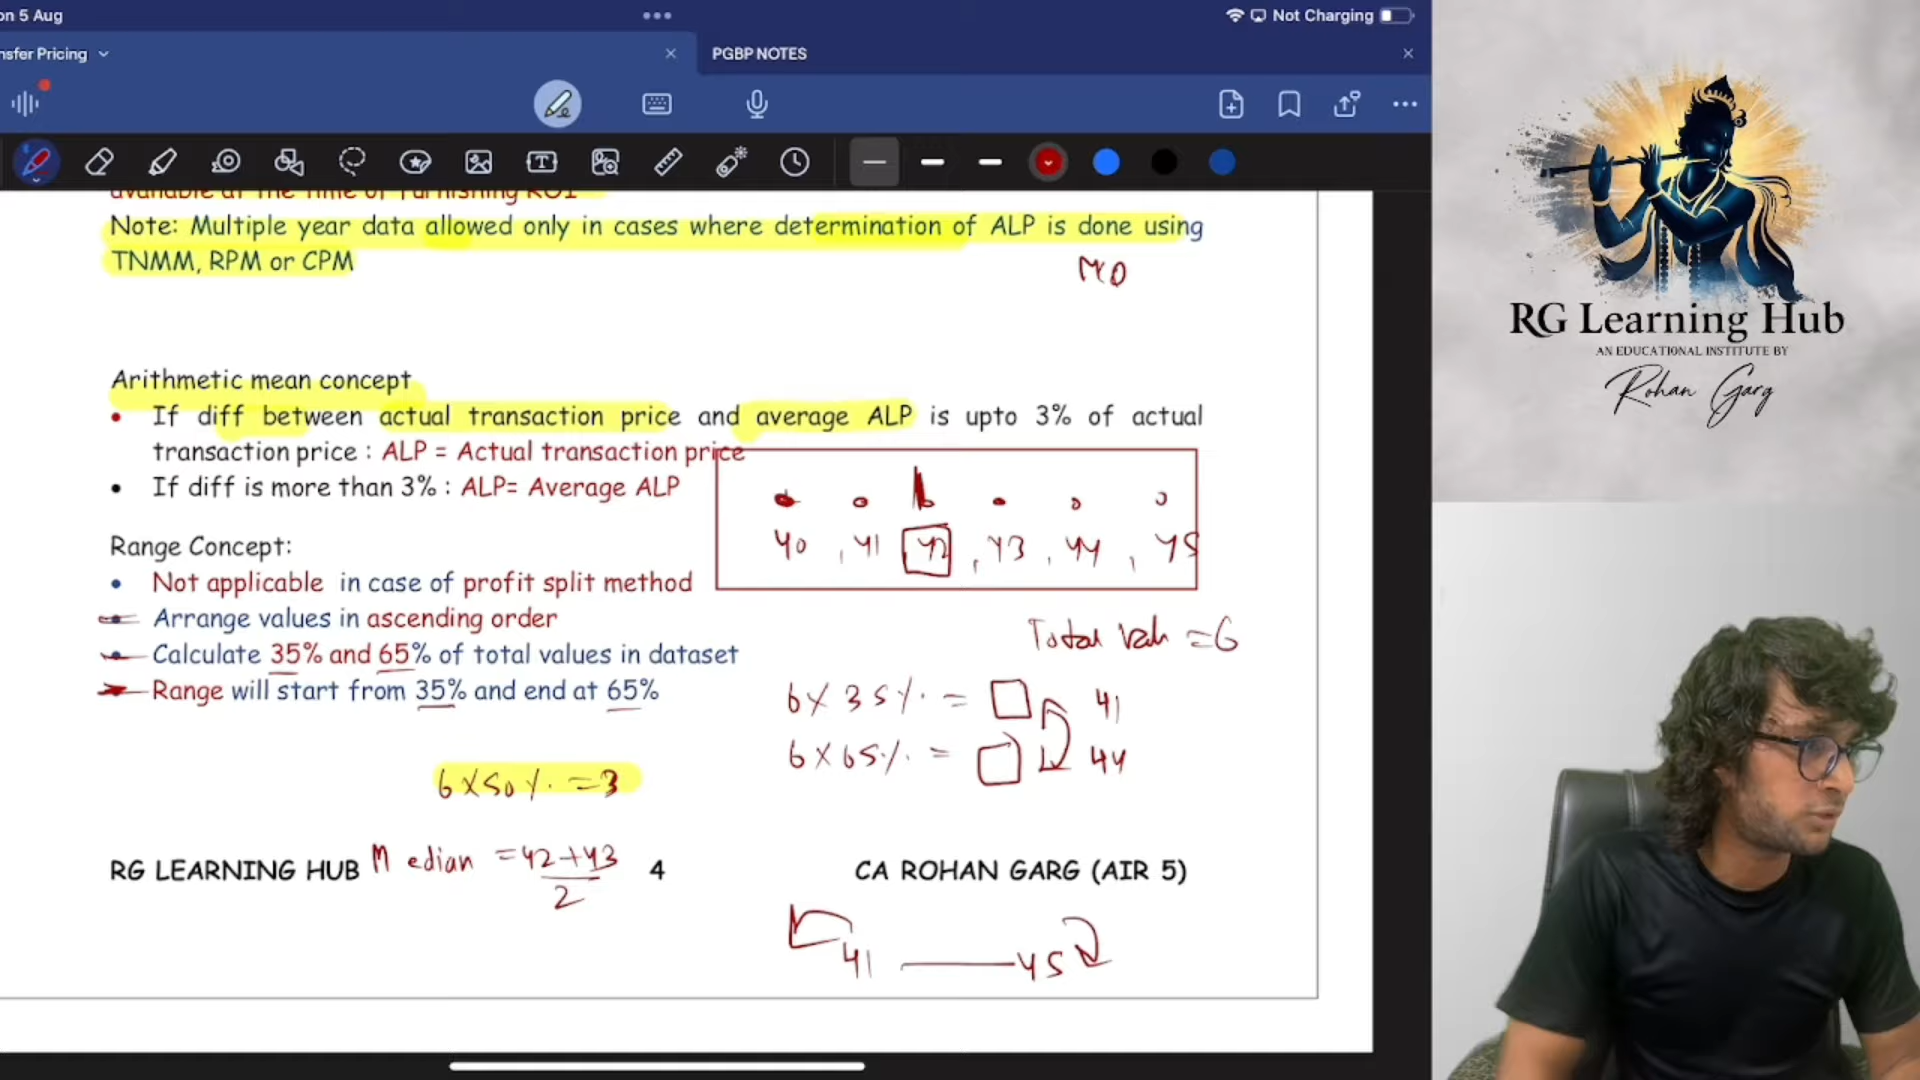 on 5 Aug
Not Charging
nsfer Pricing
PGBP NOTES
available at the time of furnishing ROI
Note: Multiple year data allowed only in cases where determination of ALP is done using
TNMM, RPM or CPM
Arithmetic mean concept
If diff between actual transaction price and average ALP is upto 3% of actual
transaction price : ALP = Actual transaction price
If diff is more than 3% : ALP= Average ALP
40, 41, 42, 43, 44, 45
Range Concept:
Not applicable in case of profit split method
Arrange values in ascending order
Calculate 35% and 65% of total values in dataset
Range will start from 35% and end at 65%
Total = 6
6 X 35% = 41
6 X 65% = 44
6 X 50% = 3
Median = 42+43
2
RG LEARNING HUB 4 CA ROHAN GARG (AIR 5)
41 45
RG Learning Hub
AN EDUCATIONAL INSTITUTE BY
Rohan Garg